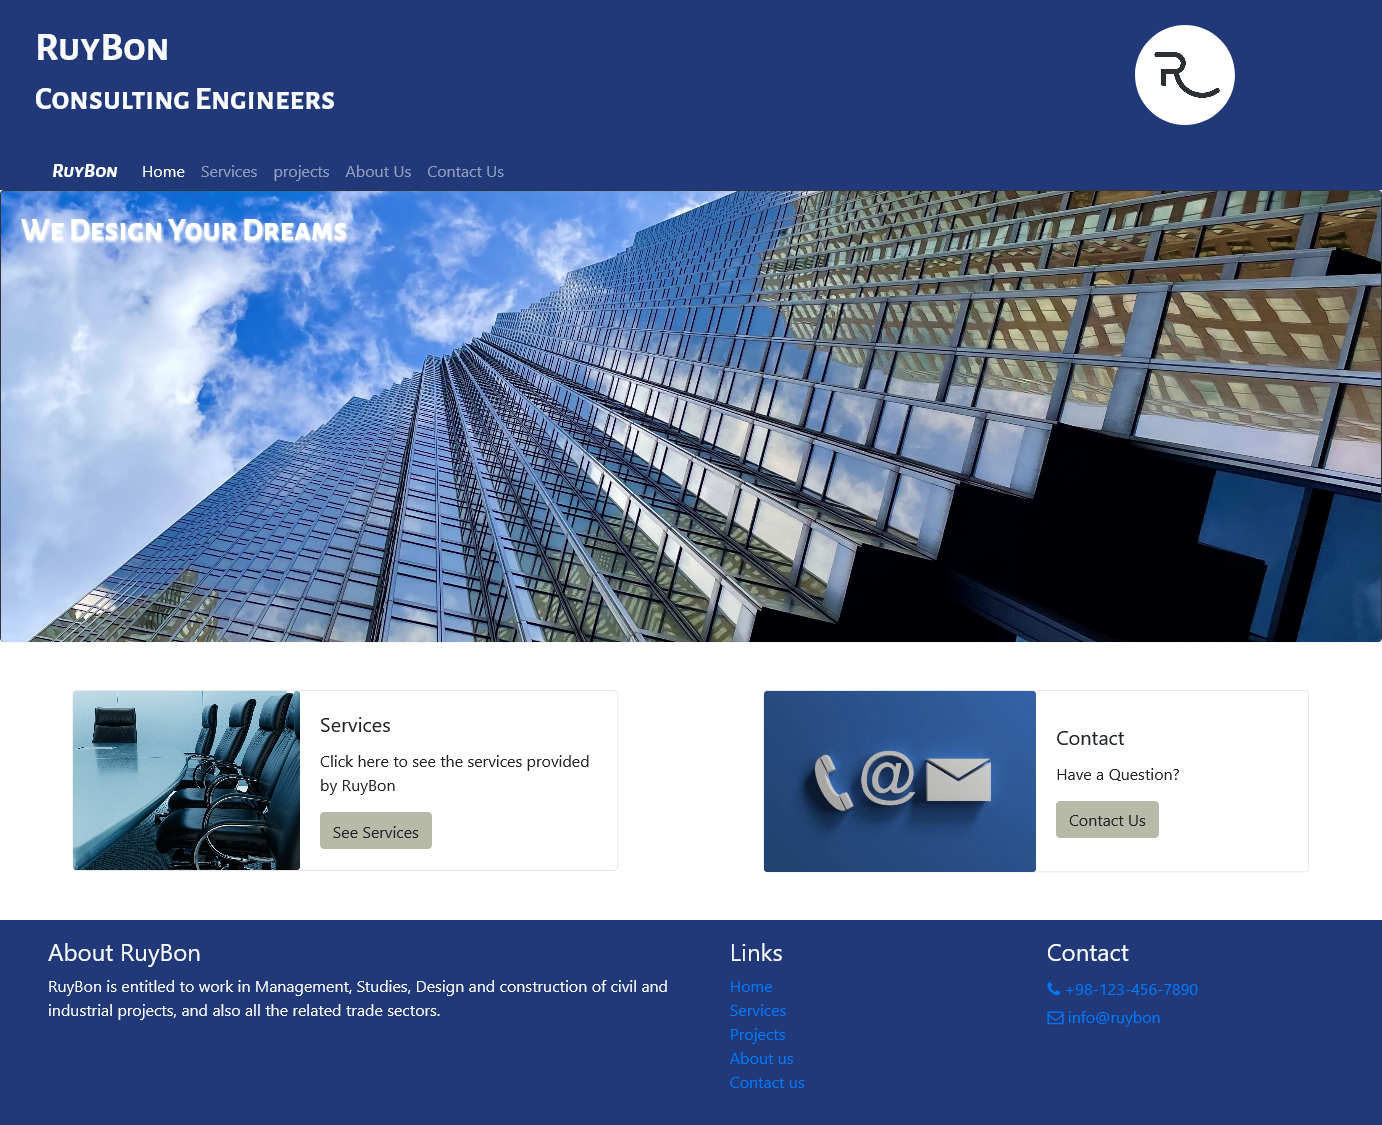 RuyBon
Consulting Engineers
RuyBon Home Services projects About Us Contact Us
We Design Your Dreams
Services
Click here to see the services provided
by RuyBon
See Services
@
Contact
Have a Question?
Contact Us
About RuyBon
RuyBon is entitled to work in Management, Studies, Design and construction of civil and
industrial projects, and also all the related trade sectors.
Links
Home
Services
Projects
About us
Contact us
Contact
+98-123-456-7890
info@ruybon